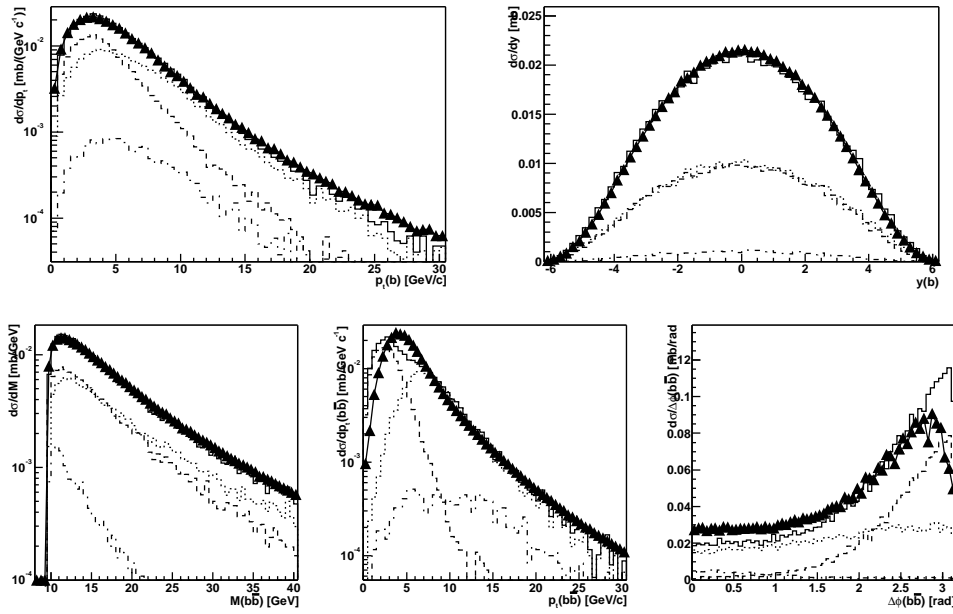 dσ/dpₜ [mb/(GeV c⁻¹)]
10⁻²
10⁻³
10⁻⁴
0 5 10 15 20 25 30
pₜ(b) [GeV/c]
dσ/dy [mb]
0.025
0.02
0.015
0.01
0.005
0
-6 -4 -2 0 2 4 6
y(b)
dσ/dM [mb/GeV]
10⁻²
10⁻³
10⁻⁴
10 15 20 25 30 35 40
M(bb̅) [GeV]
dσ/dpₜ(bb̅) [mb/GeV c⁻¹]
10⁻²
10⁻³
10⁻⁴
0 5 10 15 20 25 30
pₜ(bb̅) [GeV/c]
dσ/Δφ(bb̅) [mb/rad]
0.12
0.1
0.08
0.06
0.04
0.02
0
0 0.5 1 1.5 2 2.5 3
Δφ(bb̅) [rad]